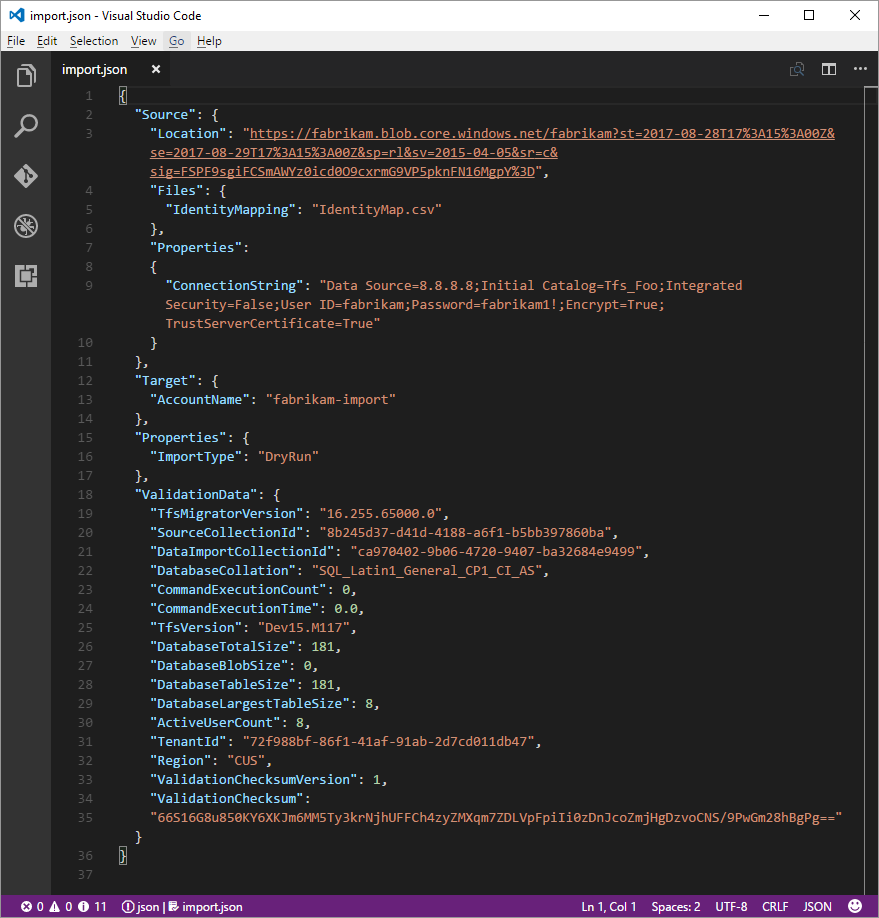 import.json - Visual Studio Code
File Edit Selection View Go Help
import.json
1 {
2 "Source": {
3 "Location": "https://fabrikam.blob.core.windows.net/fabrikam?st=2017-08-28T17%3A15%3A00Z&
se=2017-08-29T17%3A15%3A00Z&sp=rl&sv=2015-04-05&sr=c&
sig=FSPF9sgiFCSmAWYz0icd0O9cxrmG9VP5pknFN16MgpY%3D",
4 "Files": {
5 "IdentityMapping": "IdentityMap.csv"
6 },
7 "Properties":
8 {
9 "ConnectionString": "Data Source=8.8.8.8;Initial Catalog=Tfs_Foo;Integrated
Security=False;User ID=fabrikam;Password=fabrikam1!;Encrypt=True;
TrustServerCertificate=True"
10 }
11 },
12 "Target": {
13 "AccountName": "fabrikam-import"
14 },
15 "Properties": {
16 "ImportType": "DryRun"
17 },
18 "ValidationData": {
19 "TfsMigratorVersion": "16.255.65000.0",
20 "SourceCollectionId": "8b245d37-d41d-4188-a6f1-b5bb397860ba",
21 "DataImportCollectionId": "ca970402-9b06-4720-9407-ba32684e9499",
22 "DatabaseCollation": "SQL_Latin1_General_CP1_CI_AS",
23 "CommandExecutionCount": 0,
24 "CommandExecutionTime": 0.0,
25 "TfsVersion": "Dev15.M117",
26 "DatabaseTotalSize": 181,
27 "DatabaseBlobSize": 0,
28 "DatabaseTableSize": 181,
29 "DatabaseLargestTableSize": 8,
30 "ActiveUserCount": 8,
31 "TenantId": "72f988bf-86f1-41af-91ab-2d7cd011db47",
32 "Region": "CUS",
33 "ValidationChecksumVersion": 1,
34 "ValidationChecksum":
35 "66S16G8u850KY6XKJm6MM5Ty3krNjhUFFCh4zyZMXqm7ZDLVpFpiIi0zDnJcoZmjHgDzvoCNS/9PwGm28hBgPg=="
}
36 }
37
0 0 11 json | import.json Ln 1, Col 1 Spaces: 2 UTF-8 CRLF JSON